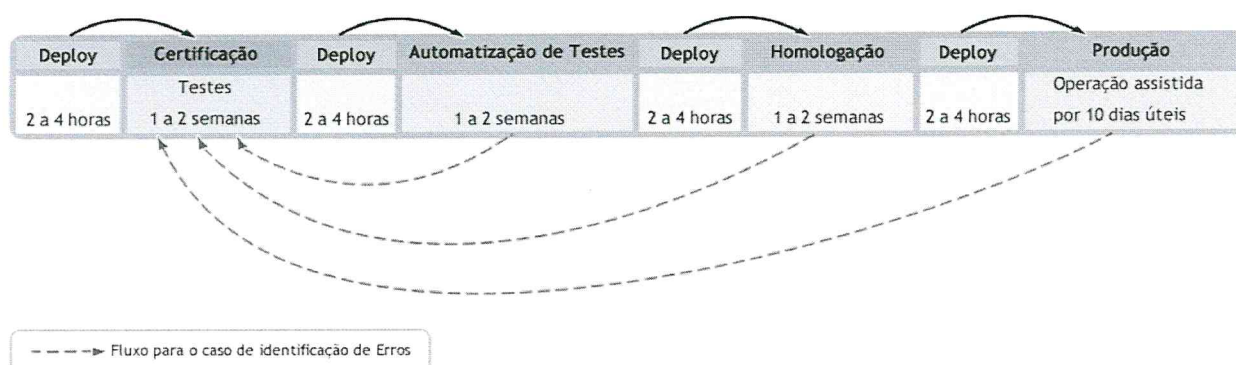 Deploy Certificação Deploy Automatização de Testes Deploy Homologação Deploy Produção
Testes Operação assistida
2 a 4 horas 1 a 2 semanas 2 a 4 horas 1 a 2 semanas 2 a 4 horas 1 a 2 semanas 2 a 4 horas por 10 dias úteis
Fluxo para o caso de identificação de Erros